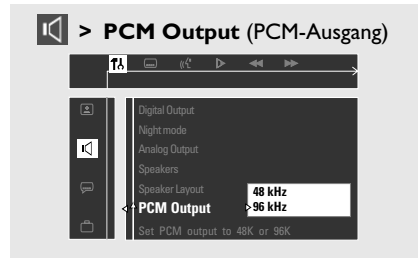 > PCM Output (PCM-Ausgang)
Digital Output
Night mode
Analog Output
Speakers
Speaker Layout
48 kHz
PCM Output
96 kHz
Set PCM output to 48K or 96K